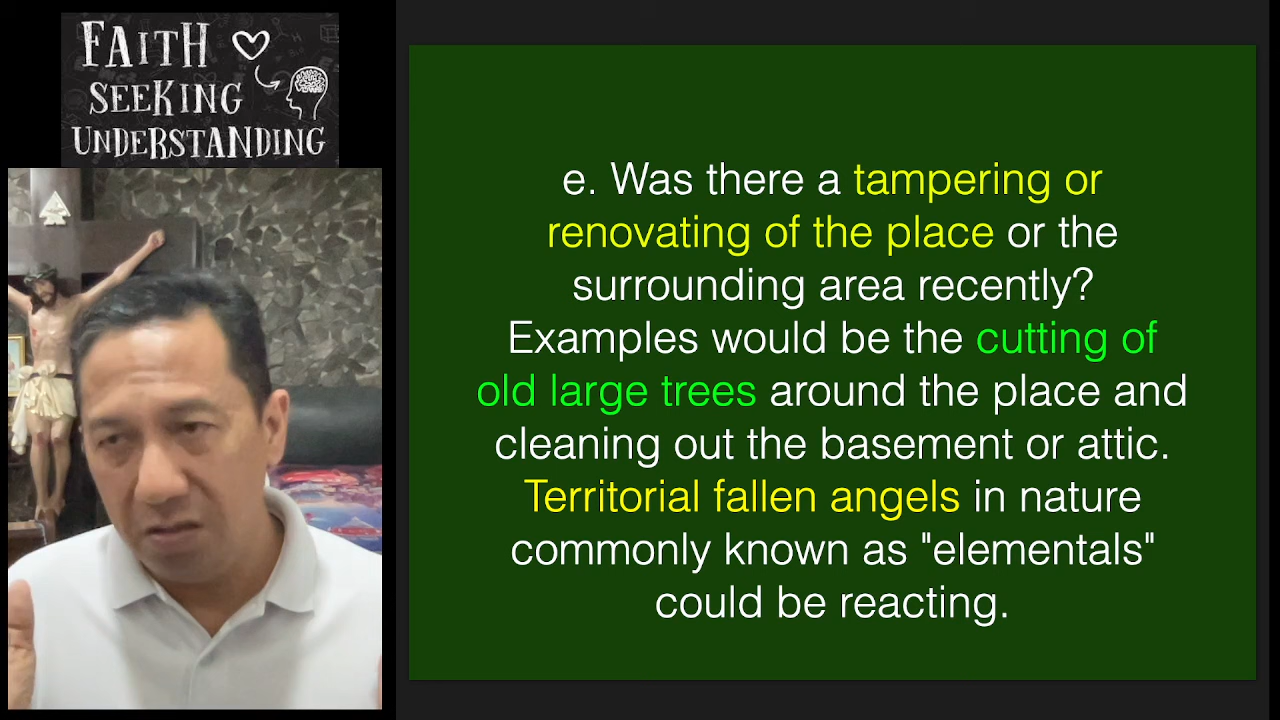 FAITH
SEEKING
UNDERSTANDING
e. Was there a tampering or
renovating of the place or the
surrounding area recently?
Examples would be the cutting of
old large trees around the place and
cleaning out the basement or attic.
Territorial fallen angels in nature
commonly known as "elementals"
could be reacting.